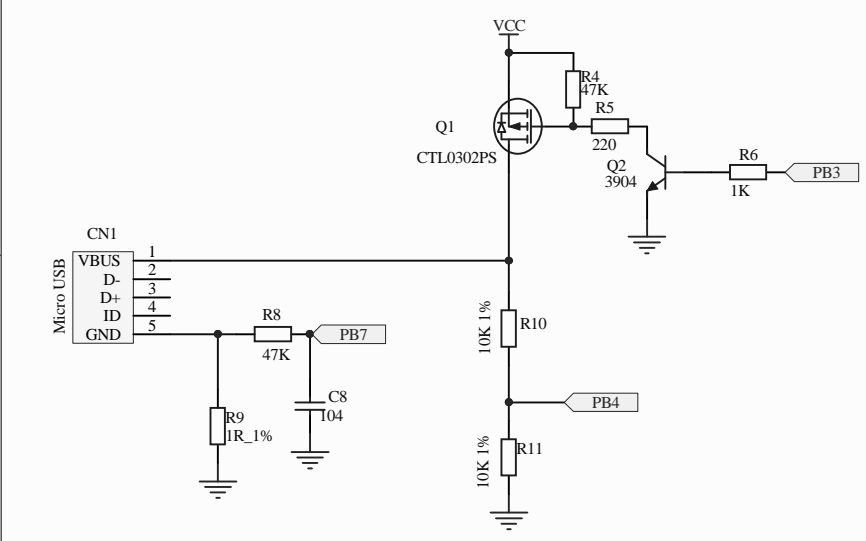 VCC
R4
47K
Q1
R5
CTL0302PS
220
Q2
3904
R6
PB3
1K
CN1
Micro USB
VBUS 1
D- 2
D+ 3
ID 4
GND 5
R8
PB7
47K
10K 1%
R10
C8
104
R9
1R_1%
PB4
10K 1%
R11